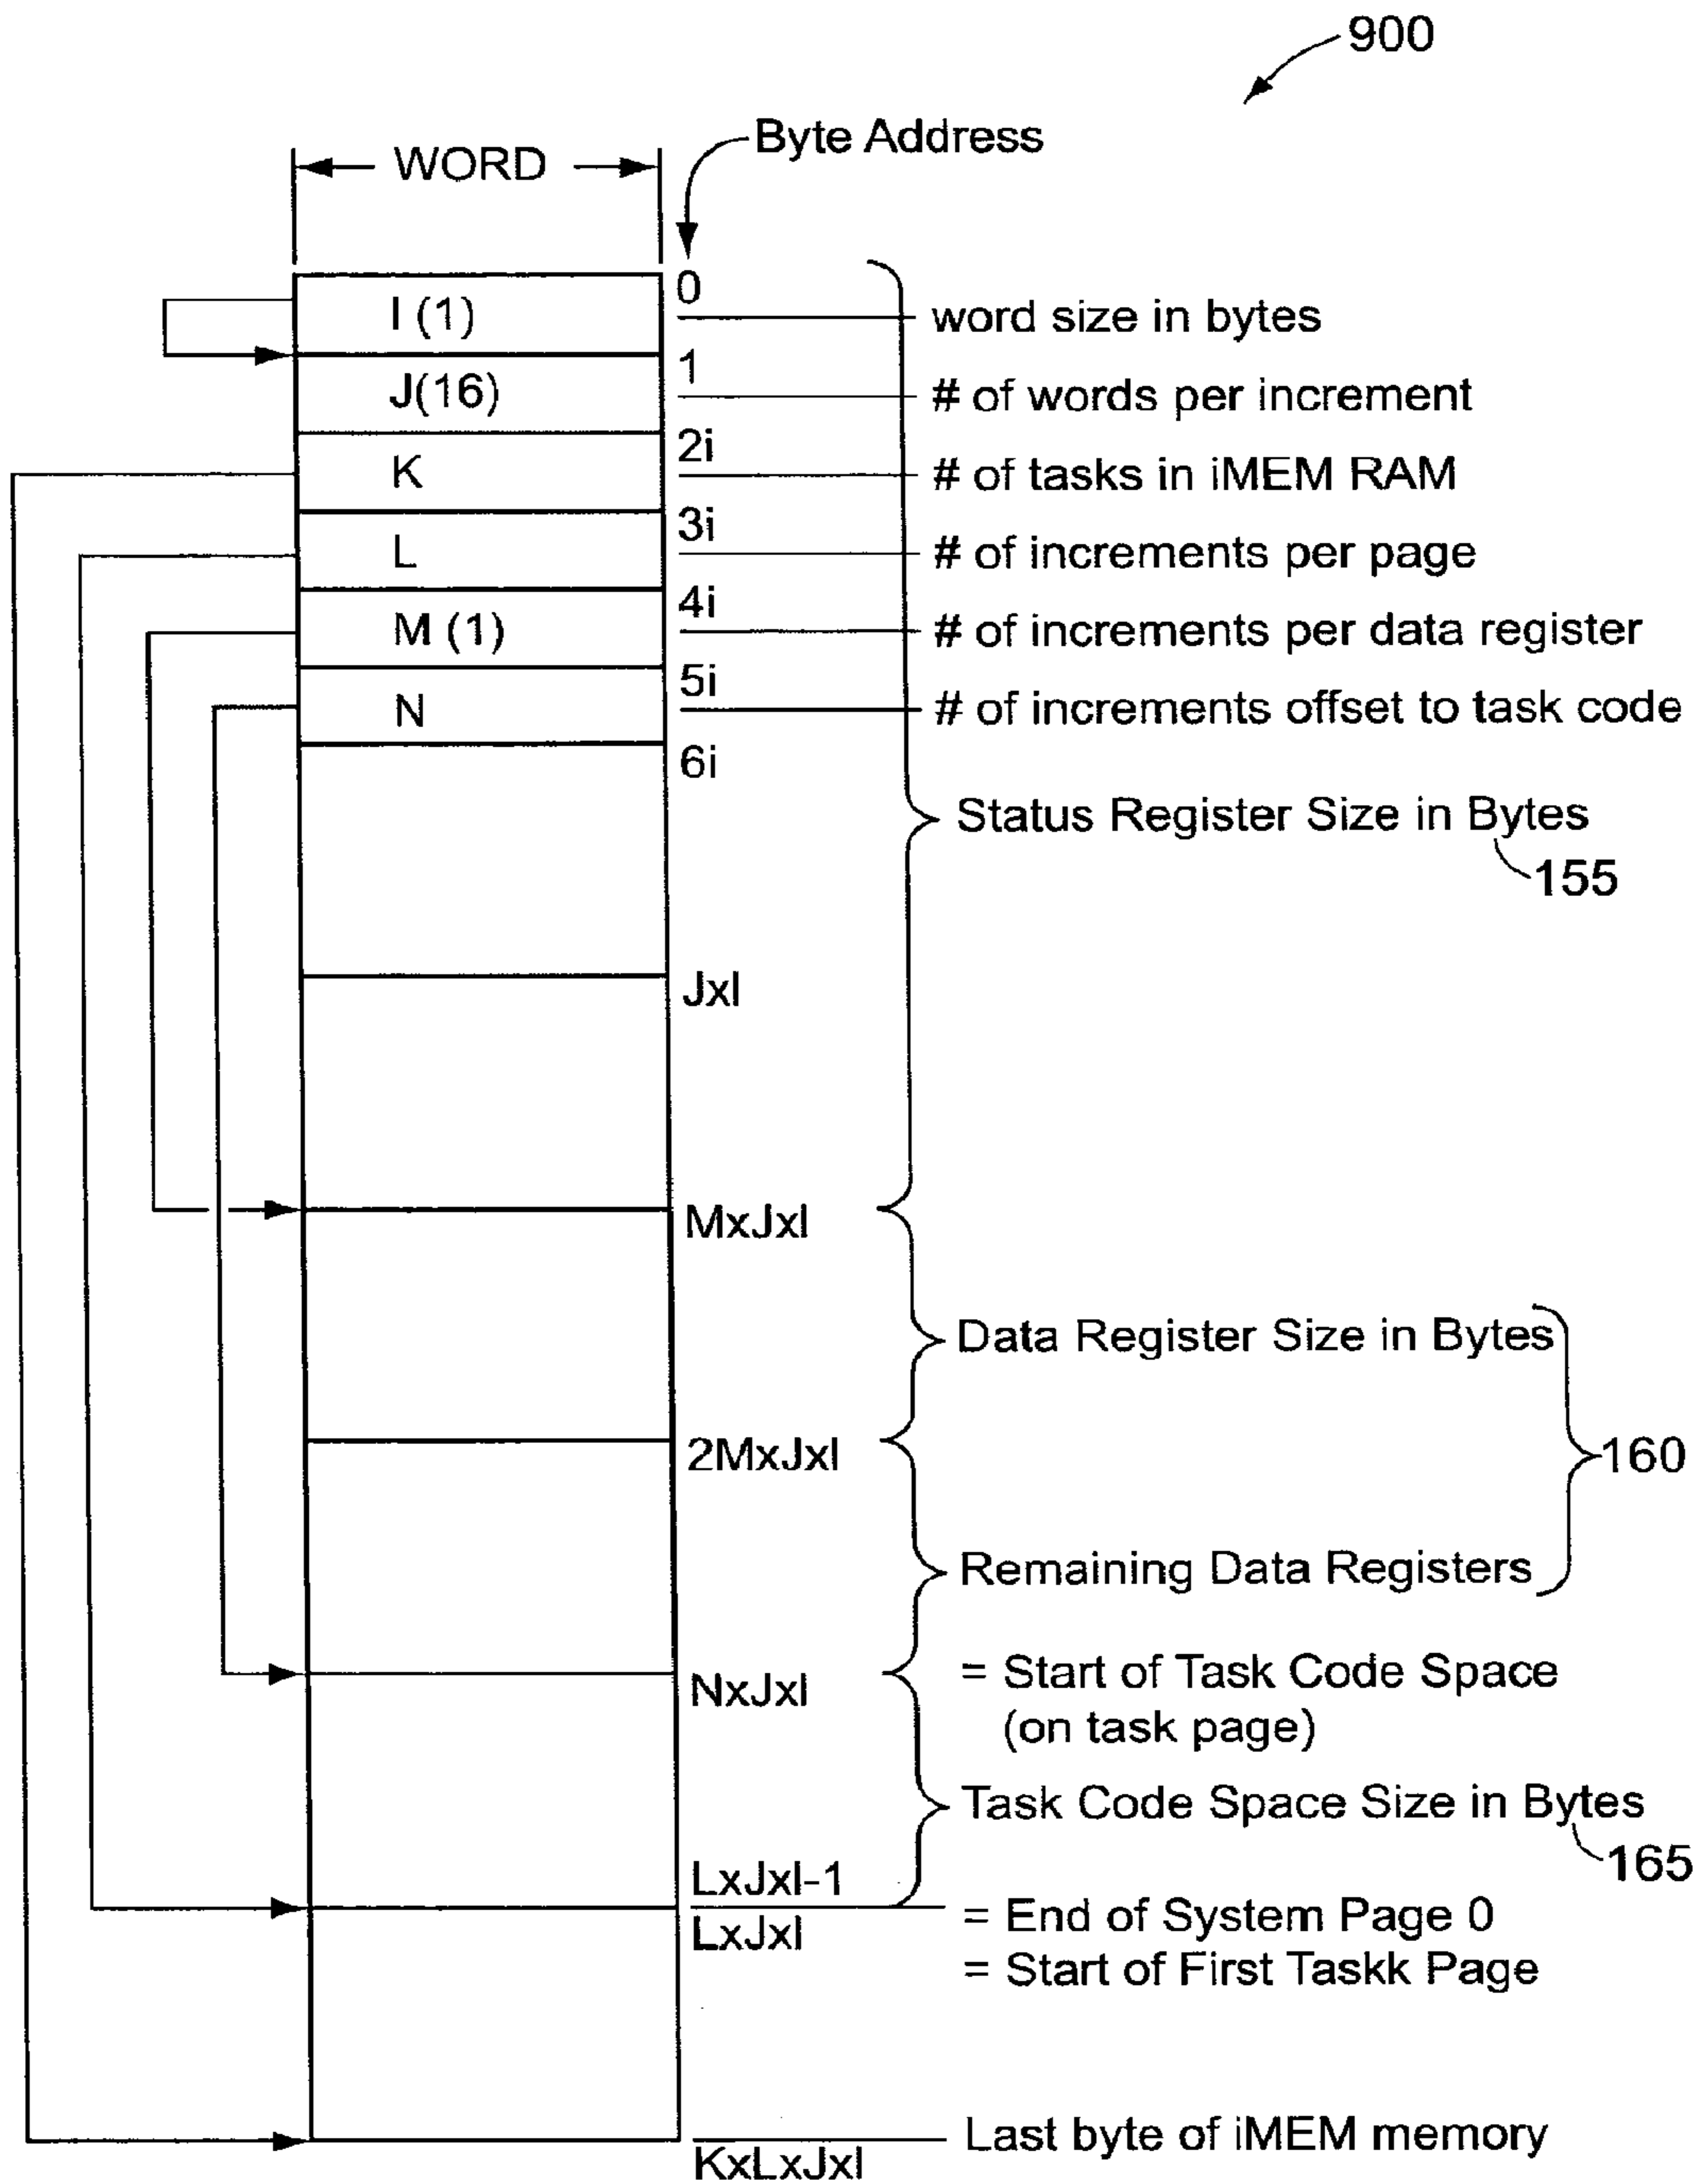 900
Byte Address
WORD
0
I (1)
word size in bytes
1
J(16)
# of words per increment
2i
K
# of tasks in iMEM RAM
3i
L
# of increments per page
4i
M (1)
# of increments per data register
5i
N
# of increments offset to task code
6i
Status Register Size in Bytes
155
JxI
MxJxI
Data Register Size in Bytes
2MxJxI
160
Remaining Data Registers
NxJxI
= Start of Task Code Space
(on task page)
Task Code Space Size in Bytes
165
LxJxI-1
LxJxI
= End of System Page 0
= Start of First Taskk Page
Last byte of iMEM memory
KxLxJxI